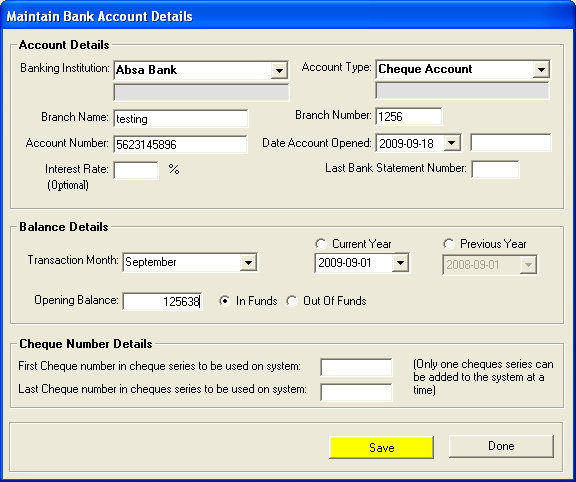 Maintain Bank Account Details
Account Details
Banking Institution: Absa Bank
Account Type: Cheque Account
Branch Name: testing
Branch Number: 1256
Account Number: 5623145896
Date Account Opened: 2009-09-18
Interest Rate: %
(Optional)
Last Bank Statement Number:
Balance Details
Current Year
Previous Year
Transaction Month: September
2009-09-01
2008-09-01
Opening Balance: 125638
In Funds
Out Of Funds
Cheque Number Details
First Cheque number in cheque series to be used on system:
Last Cheque number in cheques series to be used on system:
(Only one cheques series can
be added to the system at a
time)
Save
Done